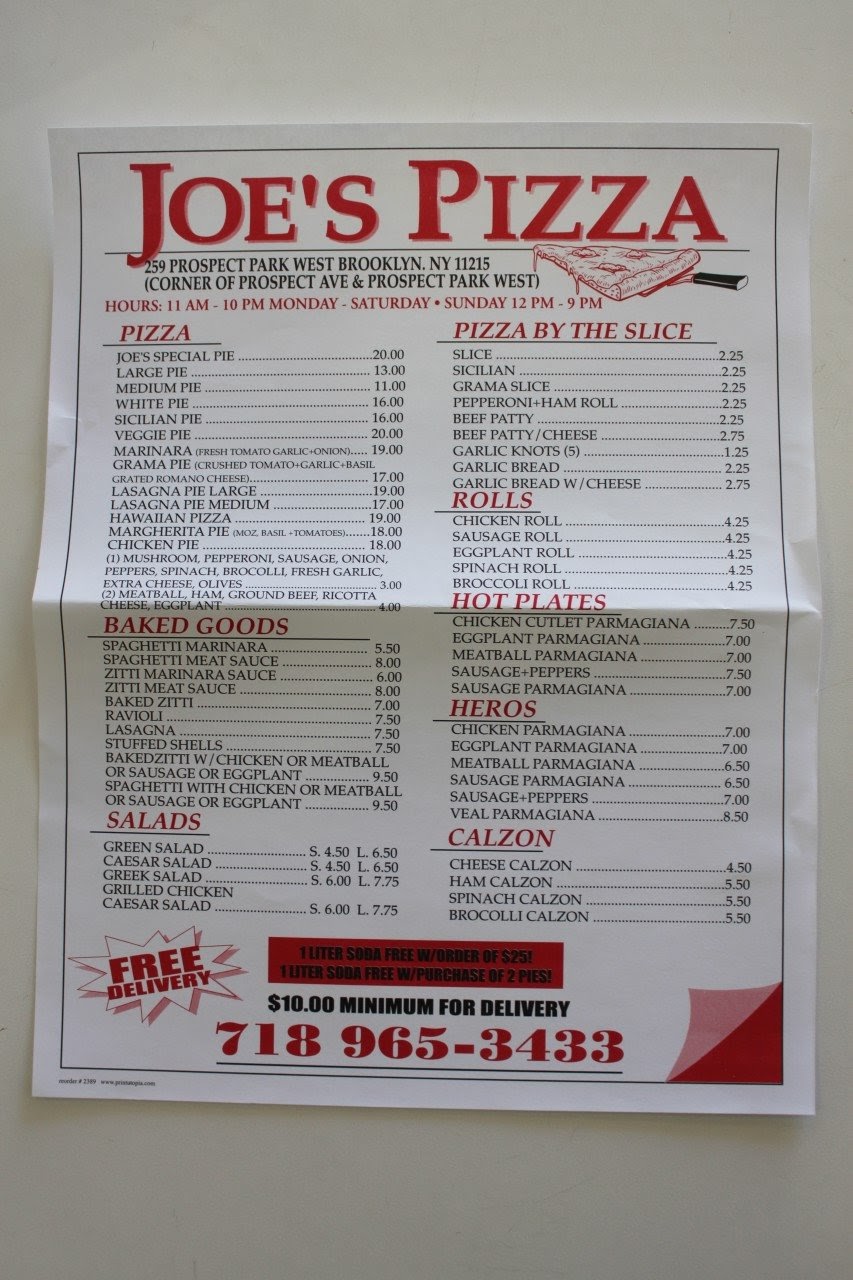 JOE'S PIZZA
259 PROSPECT PARK WEST BROOKLYN. NY 11215
(CORNER OF PROSPECT AVE & PROSPECT PARK WEST)
HOURS: 11 AM - 10 PM MONDAY - SATURDAY • SUNDAY 12 PM - 9 PM
PIZZA
JOE'S SPECIAL PIE 20.00
LARGE PIE 13.00
MEDIUM PIE 11.00
WHITE PIE 16.00
SICILIAN PIE 16.00
VEGGIE PIE 20.00
MARINARA (FRESH TOMATO GARLIC+ONION) 19.00
GRAMA PIE (CRUSHED TOMATO+GARLIC+BASIL
GRATED ROMANO CHEESE) 17.00
LASAGNA PIE LARGE 19.00
LASAGNA PIE MEDIUM 17.00
HAWAIIAN PIZZA 19.00
MARGHERITA PIE (MOZ, BASIL +TOMATOES) 18.00
CHICKEN PIE 18.00
(1) MUSHROOM, PEPPERONI, SAUSAGE, ONION,
PEPPERS, SPINACH, BROCOLLI, FRESH GARLIC,
EXTRA CHEESE, OLIVES 3.00
(2) MEATBALL, HAM, GROUND BEEF, RICOTTA
CHEESE, EGGPLANT 4.00
BAKED GOODS
SPAGHETTI MARINARA 5.50
SPAGHETTI MEAT SAUCE 8.00
ZITTI MARINARA SAUCE 6.00
ZITTI MEAT SAUCE 8.00
BAKED ZITTI 7.00
RAVIOLI 7.50
LASAGNA 7.50
STUFFED SHELLS 7.50
BAKEDZITTI W/CHICKEN OR MEATBALL
OR SAUSAGE OR EGGPLANT 9.50
SPAGHETTI WITH CHICKEN OR MEATBALL
OR SAUSAGE OR EGGPLANT 9.50
SALADS
GREEN SALAD S. 4.50 L. 6.50
CAESAR SALAD S. 4.50 L. 6.50
GREEK SALAD S. 6.00 L. 7.75
GRILLED CHICKEN
CAESAR SALAD S. 6.00 L. 7.75
PIZZA BY THE SLICE
SLICE 2.25
SICILIAN 2.25
GRAMA SLICE 2.25
PEPPERONI+HAM ROLL 2.25
BEEF PATTY 2.25
BEEF PATTY/CHEESE 2.75
GARLIC KNOTS (5) 1.25
GARLIC BREAD 2.25
GARLIC BREAD W/CHEESE 2.75
ROLLS
CHICKEN ROLL 4.25
SAUSAGE ROLL 4.25
EGGPLANT ROLL 4.25
SPINACH ROLL 4.25
BROCCOLI ROLL 4.25
HOT PLATES
CHICKEN CUTLET PARMAGIANA 7.50
EGGPLANT PARMAGIANA 7.00
MEATBALL PARMAGIANA 7.00
SAUSAGE+PEPPERS 7.50
SAUSAGE PARMAGIANA 7.00
HEROS
CHICKEN PARMAGIANA 7.00
EGGPLANT PARMAGIANA 7.00
MEATBALL PARMAGIANA 6.50
SAUSAGE PARMAGIANA 6.50
SAUSAGE+PEPPERS 7.00
VEAL PARMAGIANA 8.50
CALZON
CHEESE CALZON 4.50
HAM CALZON 5.50
SPINACH CALZON 5.50
BROCOLLI CALZON 5.50
FREE
DELIVERY
1 LITER SODA FREE W/ORDER OF $25!
1 LITER SODA FREE W/PURCHASE OF 2 PIES!
$10.00 MINIMUM FOR DELIVERY
718 965-3433
reorder # 2389 www.printutopia.com